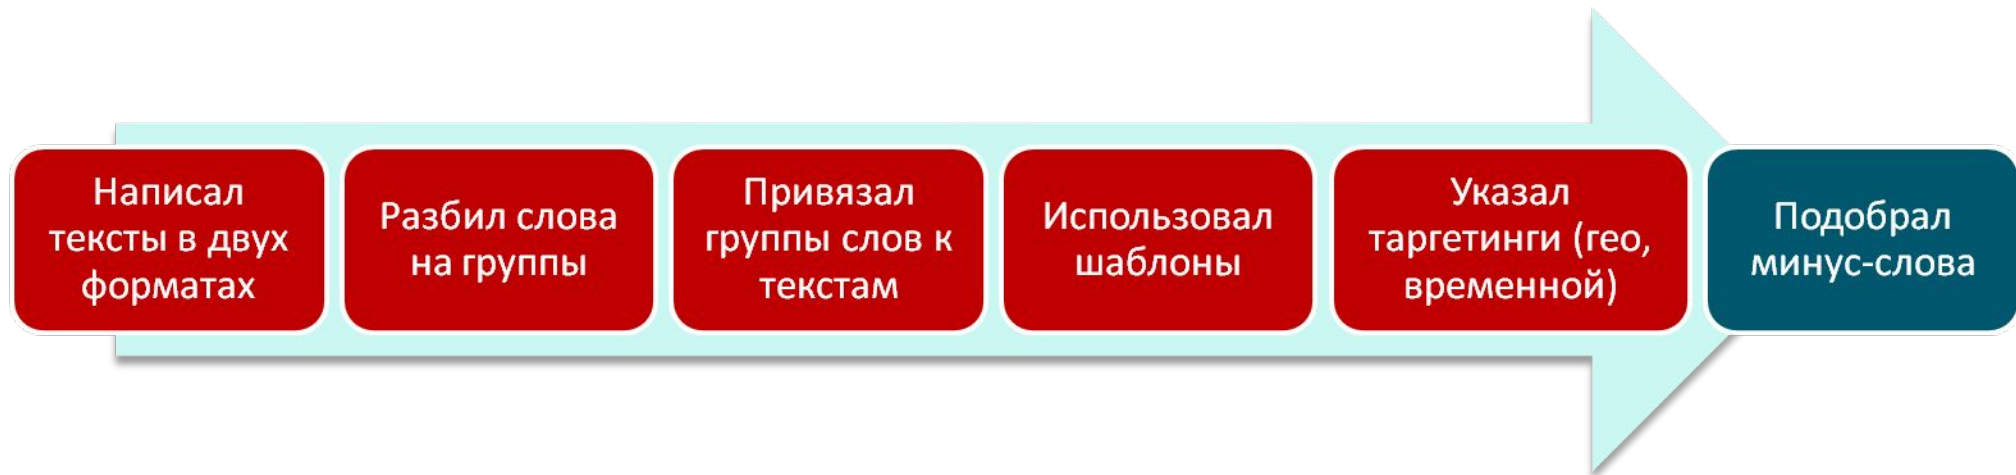 Написал
тексты в двух
форматах
Разбил слова
на группы
Привязал
группы слов к
текстам
Использовал
шаблоны
Указал
таргетинги (гео,
временной)
Подобрал
минус-слова